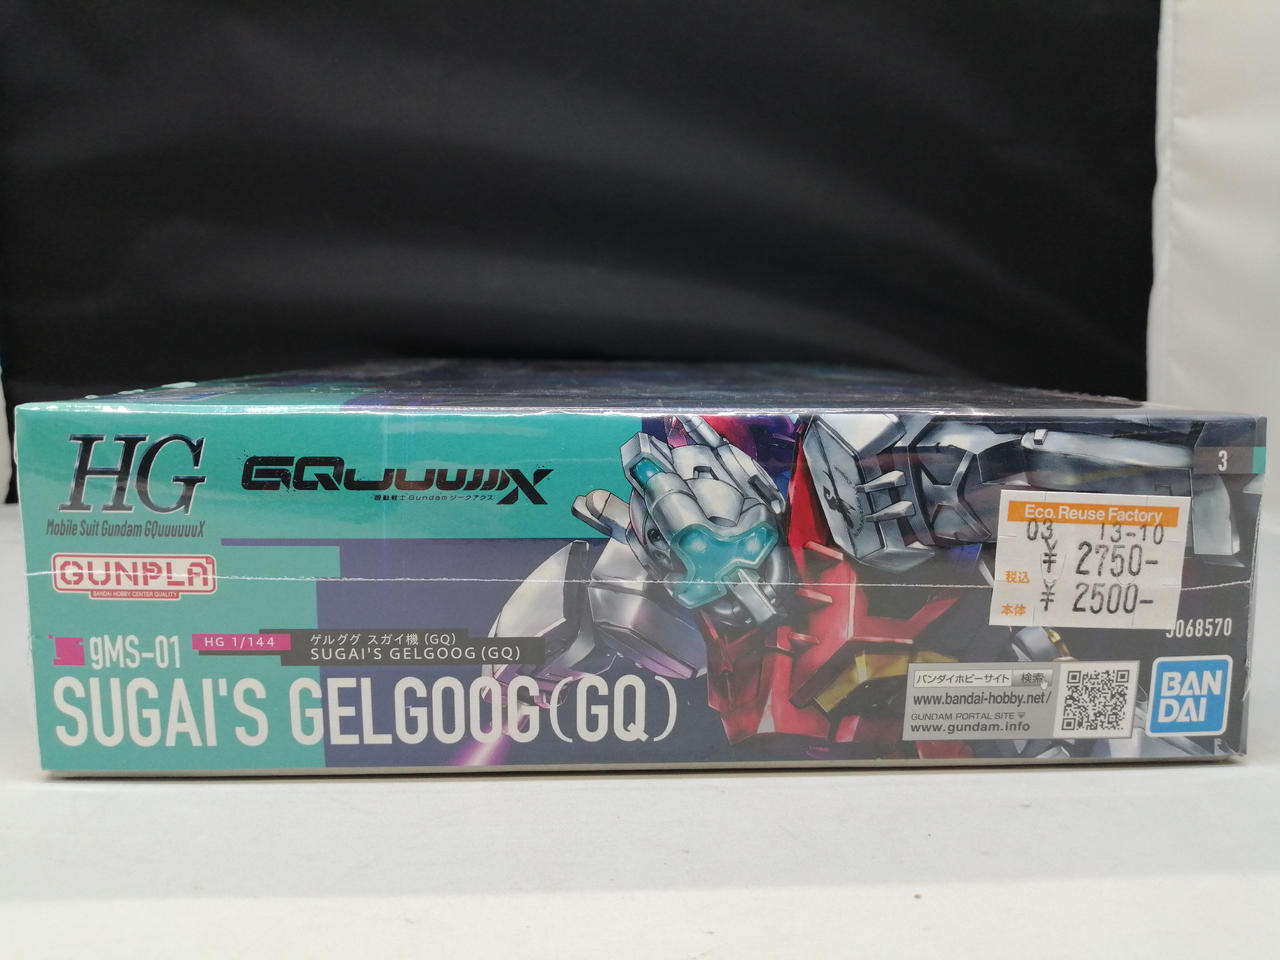 HG
Mobile Suit Gundam GQuuuuuuX
GQuuuuuuX
機動戦士Gundam ジークアクス
GUNPLA
BANDAI HOBBY CENTER QUALITY
gMS-01
HG 1/144
ゲルググ スガイ機 (GQ)
SUGAI'S GELGOOG (GQ)
SUGAI'S GELGOOG (GQ)
3
Eco. Reuse Factory
03 13-10
税込 ¥ 2750-
本体 ¥ 2500-
5068570
バンダイホビーサイト 検索
www.bandai-hobby.net/
GUNDAM PORTAL SITE
www.gundam.info
BAN
DAI